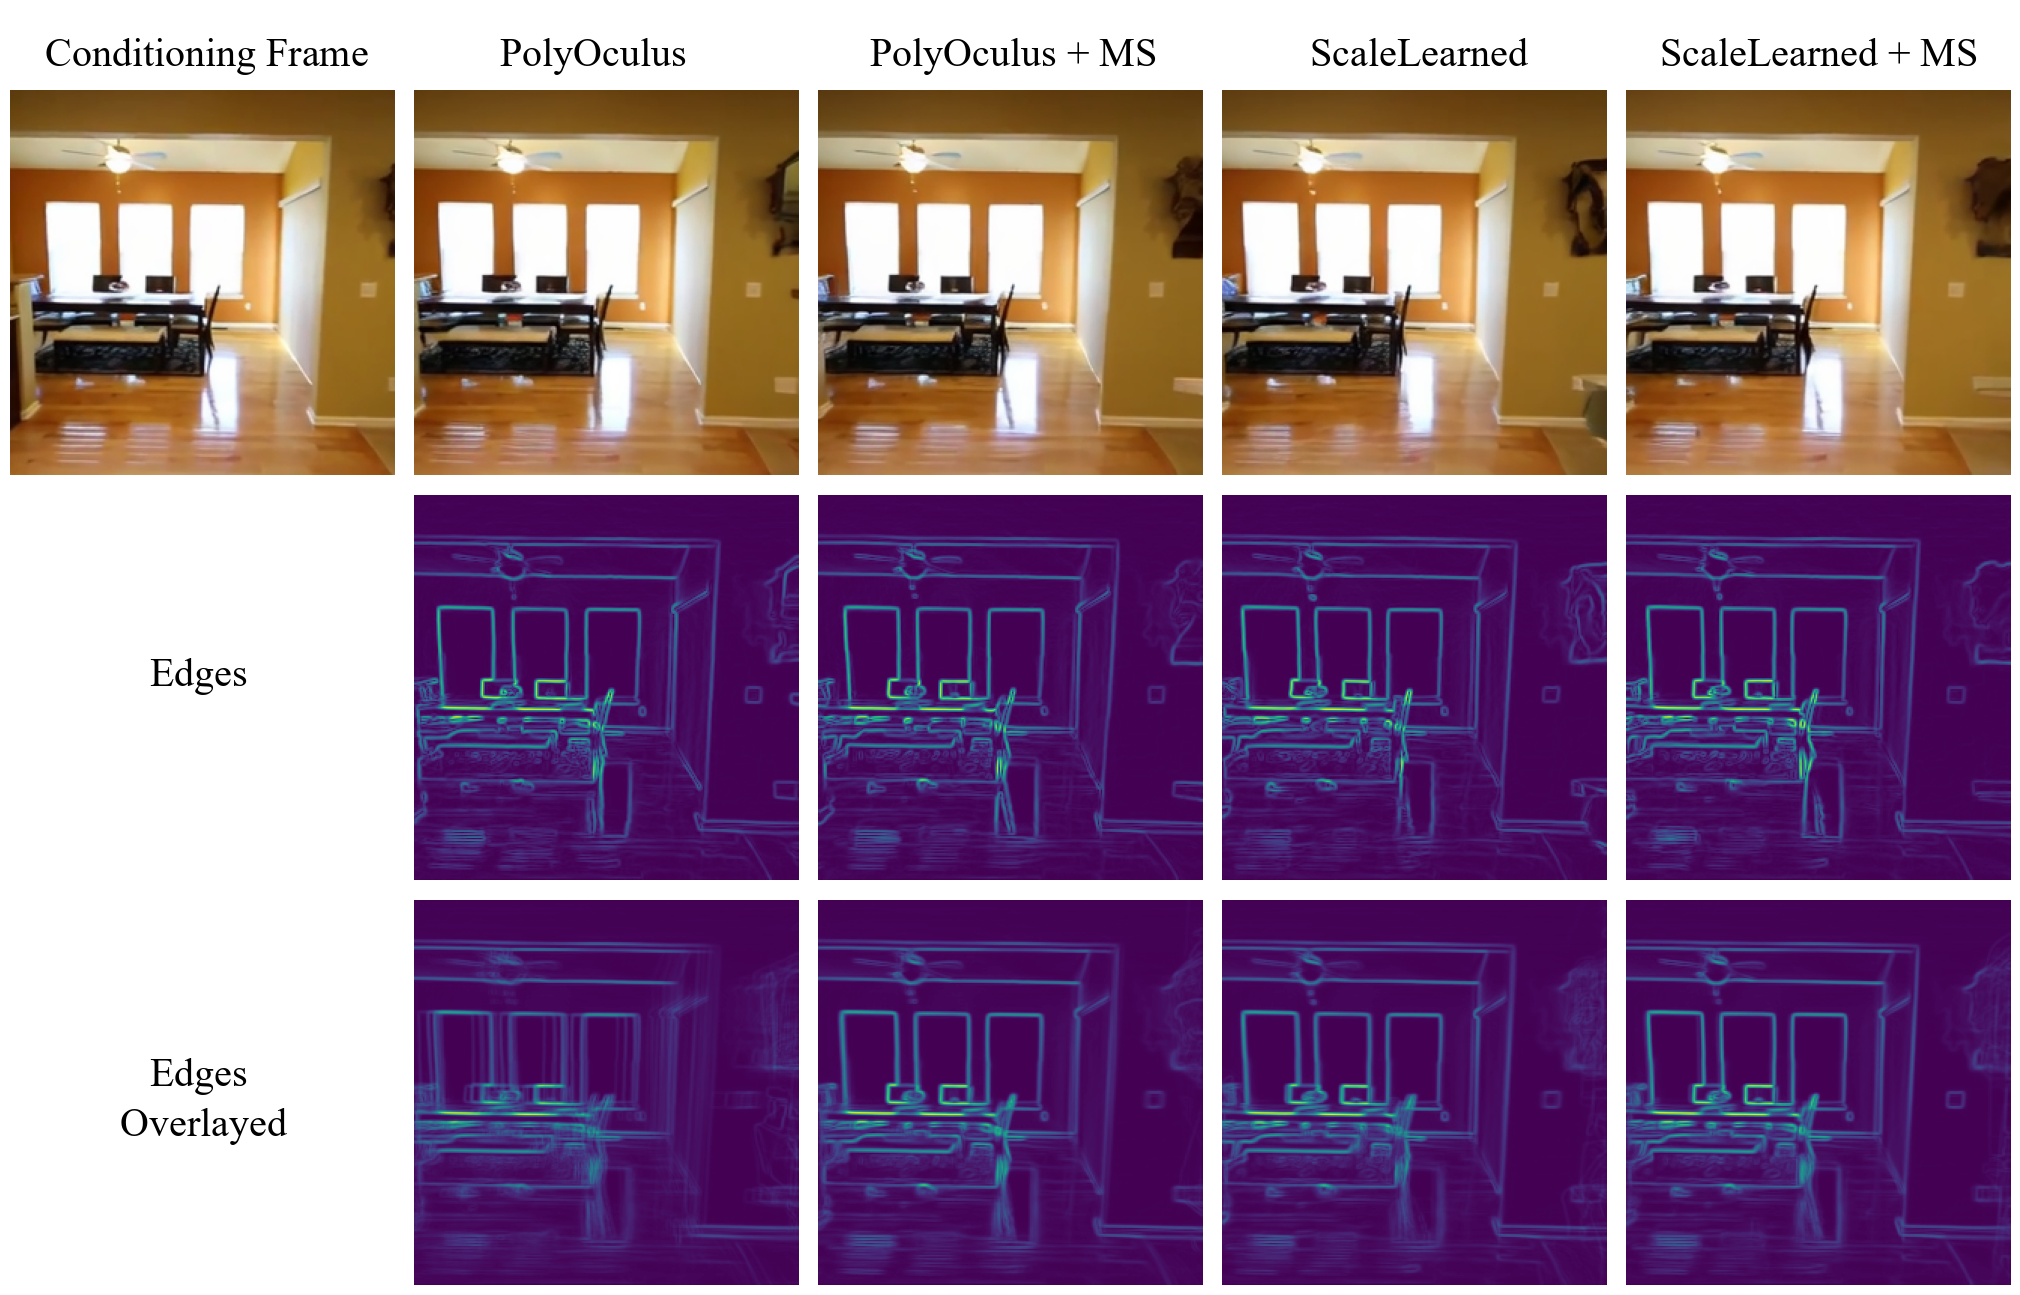 Conditioning Frame
PolyOculus
PolyOculus + MS
ScaleLearned
ScaleLearned + MS
Edges
Edges
Overlayed